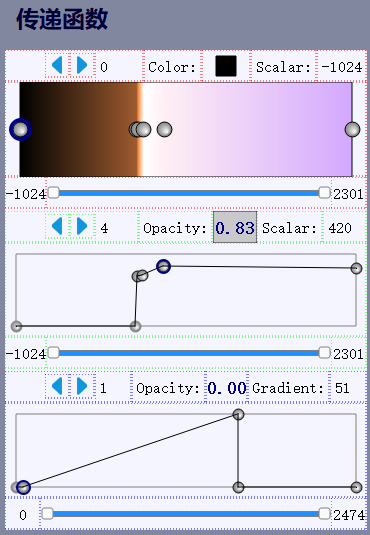 传递函数
0 Color: Scalar: -1024
-1024 2301
4 Opacity: 0.83 Scalar: 420
-1024 2301
1 Opacity: 0.00 Gradient: 51
0 2474